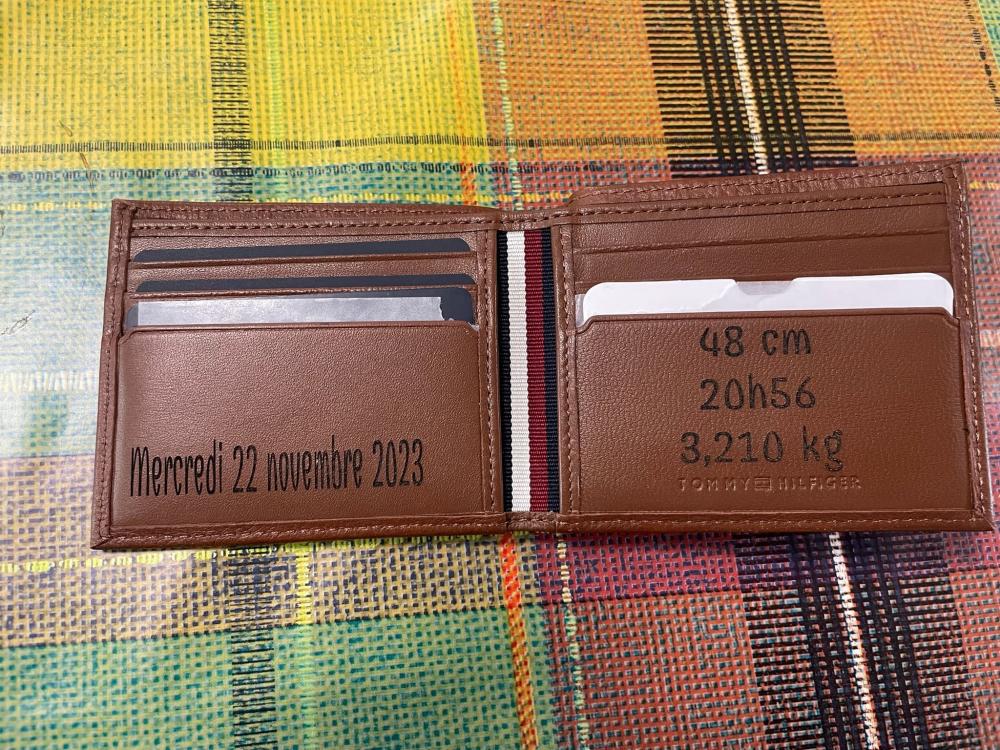 Mercredi 22 novembre 2023
48 cm
20h56
3,210 kg
TOMMY HILFIGER